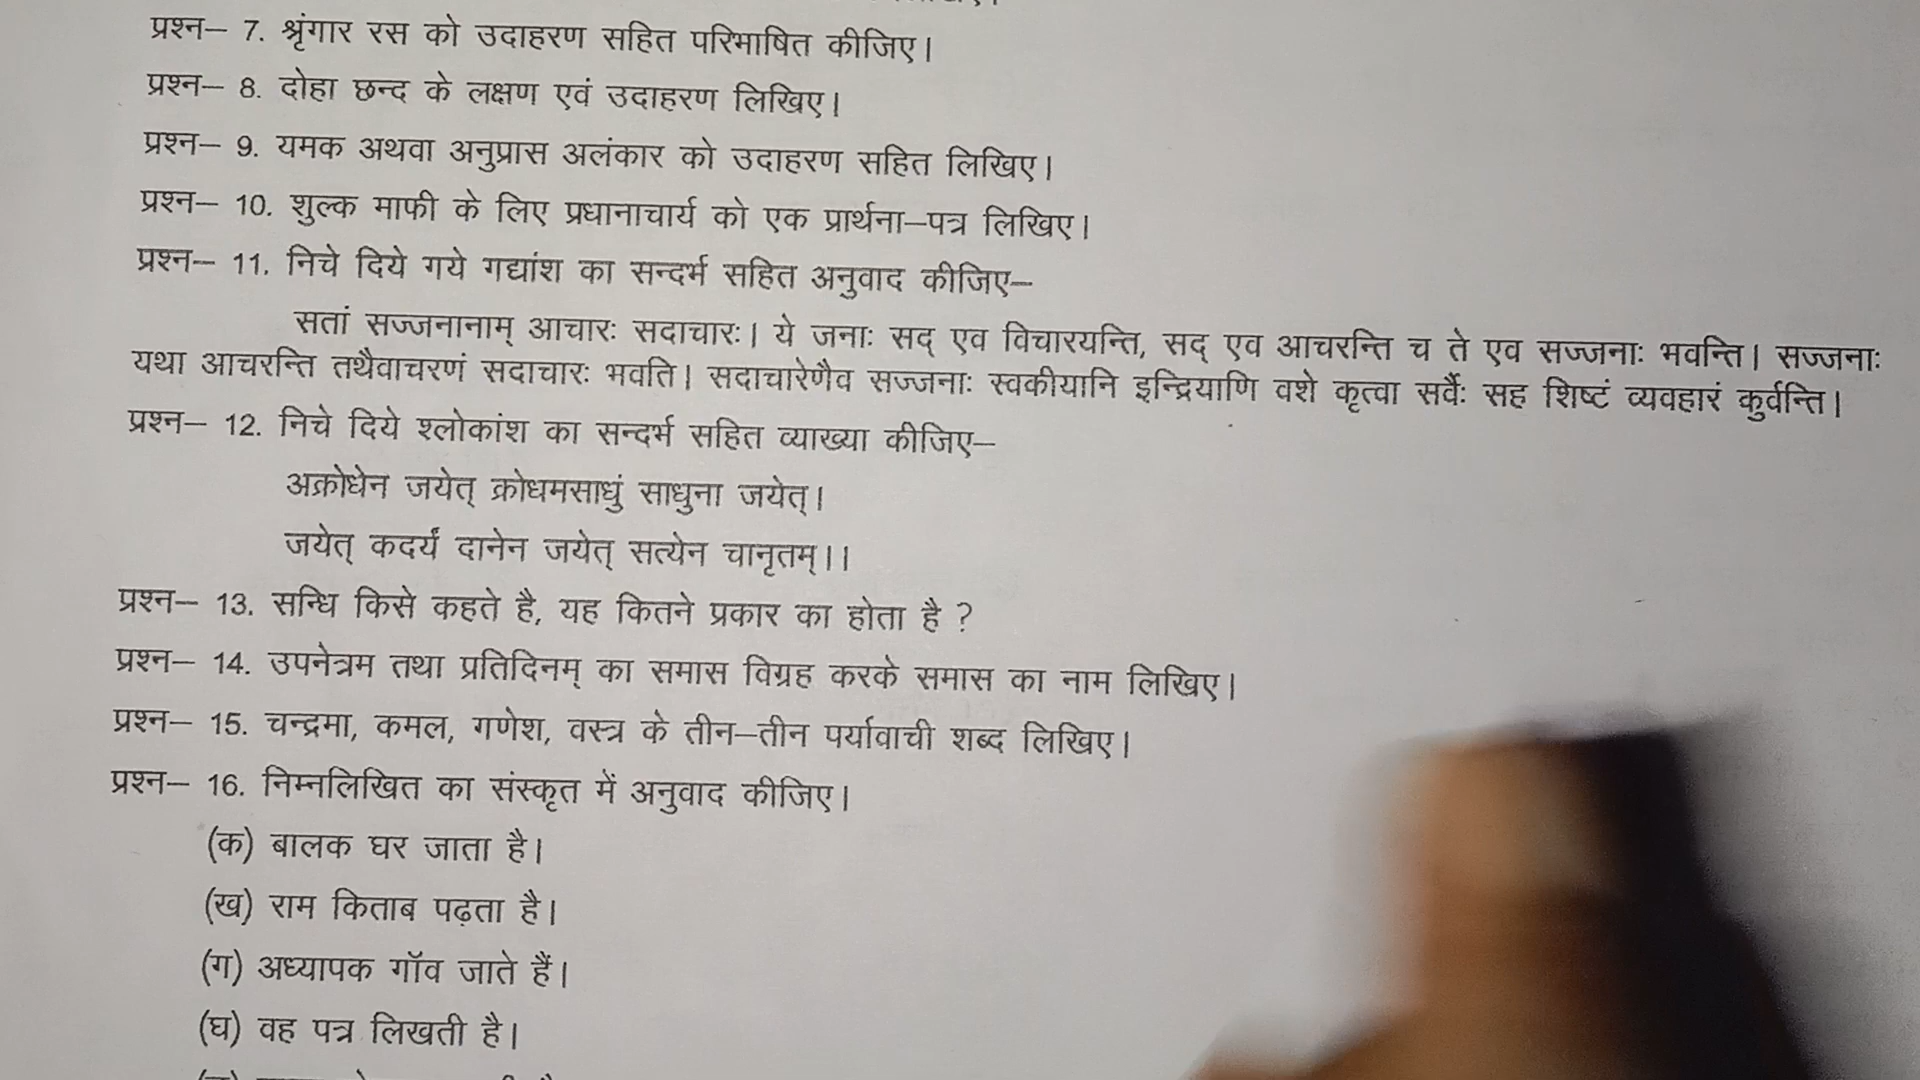 प्रश्न– 7. श्रृंगार रस को उदाहरण सहित परिभाषित कीजिए।
प्रश्न– 8. दोहा छन्द के लक्षण एवं उदाहरण लिखिए।
प्रश्न– 9. यमक अथवा अनुप्रास अलंकार को उदाहरण सहित लिखिए।
प्रश्न– 10. शुल्क माफी के लिए प्रधानाचार्य को एक प्रार्थना–पत्र लिखिए।
प्रश्न– 11. निचे दिये गये गद्यांश का सन्दर्भ सहित अनुवाद कीजिए–
सतां सज्जनानाम् आचारः सदाचारः। ये जनाः सद् एव विचारयन्ति, सद् एव आचरन्ति च ते एव सज्जनाः भवन्ति। सज्जनाः
यथा आचरन्ति तथैवाचरणं सदाचारः भवति। सदाचारेणैव सज्जनाः स्वकीयानि इन्द्रियाणि वशे कृत्वा सर्वैः सह शिष्टं व्यवहारं कुर्वन्ति।
प्रश्न– 12. निचे दिये श्लोकांश का सन्दर्भ सहित व्याख्या कीजिए–
अक्रोधेन जयेत् क्रोधमसाधुं साधुना जयेत्।
जयेत् कदर्यं दानेन जयेत् सत्येन चानृतम्।।
प्रश्न– 13. सन्धि किसे कहते है, यह कितने प्रकार का होता है ?
प्रश्न– 14. उपनेत्रम तथा प्रतिदिनम् का समास विग्रह करके समास का नाम लिखिए।
प्रश्न– 15. चन्द्रमा, कमल, गणेश, वस्त्र के तीन–तीन पर्यावाची शब्द लिखिए।
प्रश्न– 16. निम्नलिखित का संस्कृत में अनुवाद कीजिए।
(क) बालक घर जाता है।
(ख) राम किताब पढ़ता है।
(ग) अध्यापक गॉव जाते हैं।
(घ) वह पत्र लिखती है।